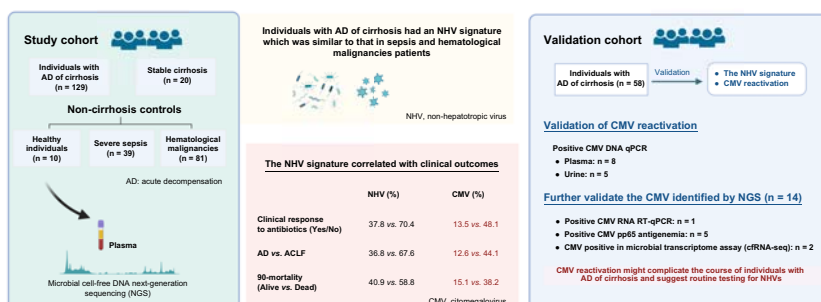 Study cohort
Individuals with
AD of cirrhosis
(n = 129)
Stable cirrhosis
(n = 20)
Non-cirrhosis controls
Healthy
individuals
(n = 10)
Severe sepsis
(n = 39)
Hematological
malignancies
(n = 81)
AD: acute decompensation
Plasma
Microbial cell-free DNA next-generation
sequencing (NGS)
Individuals with AD of cirrhosis had an NHV signature
which was similar to that in sepsis and hematological
malignancies patients
NHV, non-hepatotropic virus
The NHV signature correlated with clinical outcomes
NHV (%) CMV (%)
Clinical response
to antibiotics (Yes/No) 37.8 vs. 70.4 13.5 vs. 48.1
AD vs. ACLF 36.8 vs. 67.6 12.6 vs. 44.1
90-mortality
(Alive vs. Dead) 40.9 vs. 58.8 15.1 vs. 38.2
CMV, citomegalovirus
Validation cohort
Individuals with
AD of cirrhosis (n = 58)
Validation
● The NHV signature
● CMV reactivation
Validation of CMV reactivation
Positive CMV DNA qPCR
● Plasma: n = 8
● Urine: n = 5
Further validate the CMV identified by NGS (n = 14)
● Positive CMV RNA RT-qPCR: n = 1
● Positive CMV pp65 antigenemia: n = 5
● CMV positive in microbial transcriptome assay (cfRNA-seq): n = 2
CMV reactivation might complicate the course of individuals with
AD of cirrhosis and suggest routine testing for NHVs